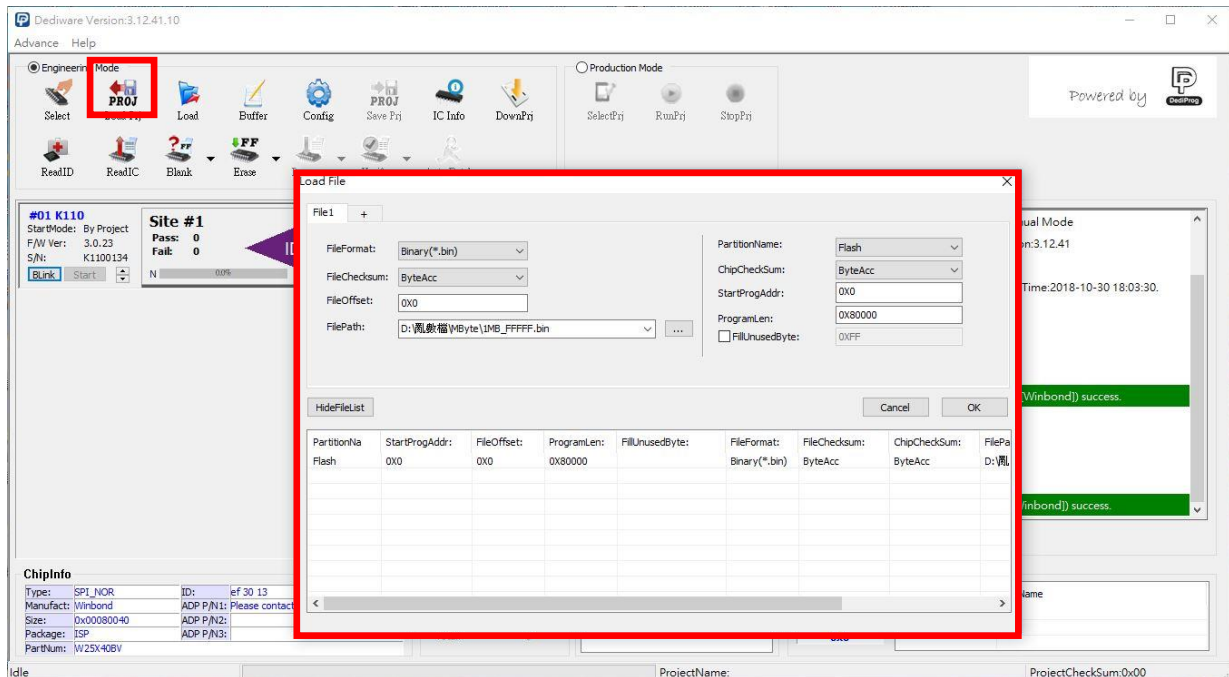 Dediware Version:3.12.41.10
Advance Help
Engineering Mode
Production Mode
PROJ
Select
Load
Buffer
Config
PROJ
Save Prj
IC Info
DownPrj
SelectPrj
RunPrj
StopPrj
Powered by
DediProg
ReadID
ReadIC
?FF
Blank
FF
Erase
#01 K110
StartMode: By Project
F/W Ver: 3.0.23
S/N: K1100134
BLink Start
Site #1
Pass: 0
Fail: 0
N 0.0%
Load File
File1 +
FileFormat: Binary(*.bin)
FileChecksum: ByteAcc
FileOffset: 0X0
FilePath: D:\亂數檔\MByte\1MB_FFFFF.bin ...
PartitionName: Flash
ChipCheckSum: ByteAcc
StartProgAddr: 0X0
ProgramLen: 0X80000
FillUnusedByte: 0XFF
HideFileList
Cancel
OK
PartitionNa StartProgAddr: FileOffset: ProgramLen: FillUnusedByte: FileFormat: FileChecksum: ChipCheckSum: FilePa
Flash 0X0 0X0 0X80000 Binary(*.bin) ByteAcc ByteAcc D:\亂
ual Mode
n:3.12.41
Time:2018-10-30 18:03:30.
Winbond]) success.
inbond]) success.
ChipInfo
Type: SPI_NOR ID: ef 30 13
Manufact: Winbond ADP P/N1: Please contact
Size: 0x00080040 ADP P/N2:
Package: ISP ADP P/N3:
PartNum: W25X40BV
Name
Idle
ProjectName:
ProjectCheckSum:0x00